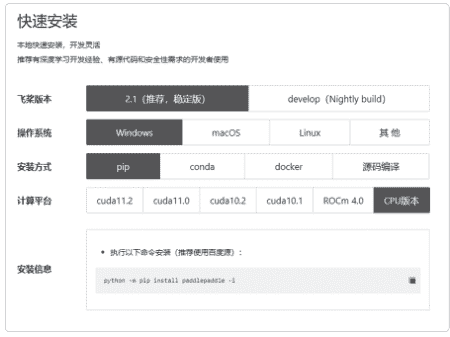 快速安装
本地快速安装，开发灵活
推荐有深度学习开发经验、有源代码和安全性需求的开发者使用
飞桨版本 2.1（推荐，稳定版） develop（Nightly build）
操作系统 Windows macOS Linux 其他
安装方式 pip conda docker 源码编译
计算平台 cuda11.2 cuda11.0 cuda10.2 cuda10.1 ROCm 4.0 CPU版本
• 执行以下命令安装（推荐使用百度源）：
安装信息
python -m pip install paddlepaddle -i